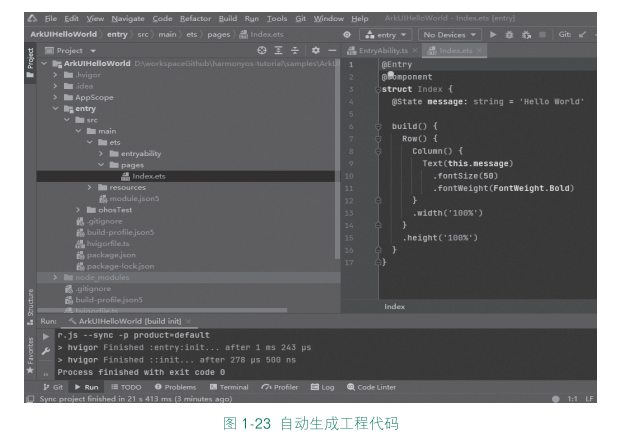 File Edit View Navigate Code Refactor Build Run Tools Git Window Help ArkUIHelloWorld - Index.ets [entry]
ArkUIHelloWorld entry src main ets pages Index.ets entry No Devices Git:
Project
Project
ArkUIHelloWorld D:\workspaceGithub\harmonyos-tutorial\samples\ArkUI
.hvigor
.idea
AppScope
entry
src
main
ets
entryability
pages
Index.ets
resources
module.json5
ohosTest
.gitignore
build-profile.json5
hvigorfile.ts
package.json
package-lock.json
node_modules
.gitignore
build-profile.json5
hvigorfile.ts
EntryAbility.ts Index.ets
1 @Entry
2 @Component
3 struct Index {
4 @State message: string = 'Hello World'
5
6 build() {
7 Row() {
8 Column() {
9 Text(this.message)
10 .fontSize(50)
11 .fontWeight(FontWeight.Bold)
12 }
13 .width('100%')
14 }
15 .height('100%')
16 }
17 }
Index
Structure
Favorites
Run: ArkUIHelloWorld [build init]
r.js --sync -p product=default
> hvigor Finished :entry:init... after 1 ms 243 μs
> hvigor Finished ::init... after 278 μs 500 ns
Process finished with exit code 0
Git Run TODO Problems Terminal Profiler Log Code Linter
Sync project finished in 21 s 413 ms (3 minutes ago) 1:1 LF
图 1-23 自动生成工程代码